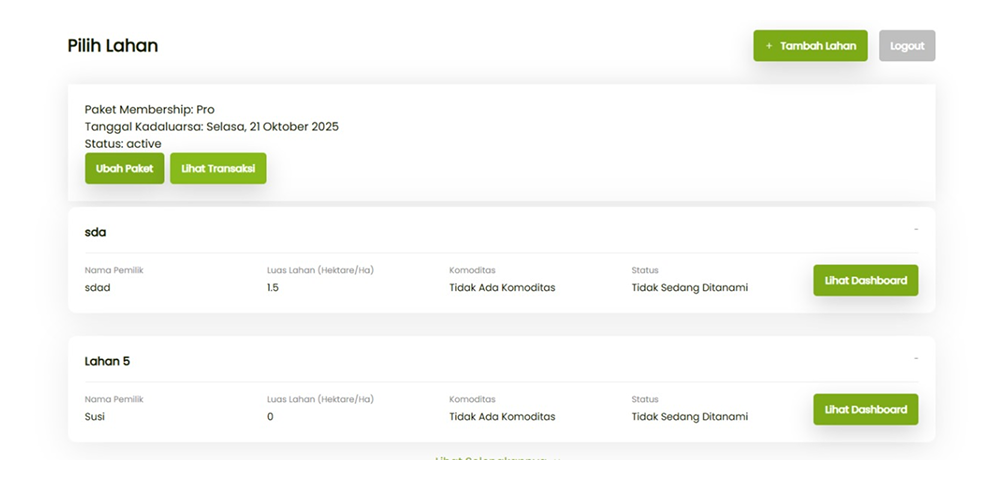 Pilih Lahan
+ Tambah Lahan
Logout
Paket Membership: Pro
Tanggal Kadaluarsa: Selasa, 21 Oktober 2025
Status: active
Ubah Paket
Lihat Transaksi
sda
-
Nama Pemilik
Luas Lahan (Hektare/Ha)
Komoditas
Status
sdad
1.5
Tidak Ada Komoditas
Tidak Sedang Ditanami
Lihat Dashboard
Lahan 5
-
Nama Pemilik
Luas Lahan (Hektare/Ha)
Komoditas
Status
Susi
0
Tidak Ada Komoditas
Tidak Sedang Ditanami
Lihat Dashboard